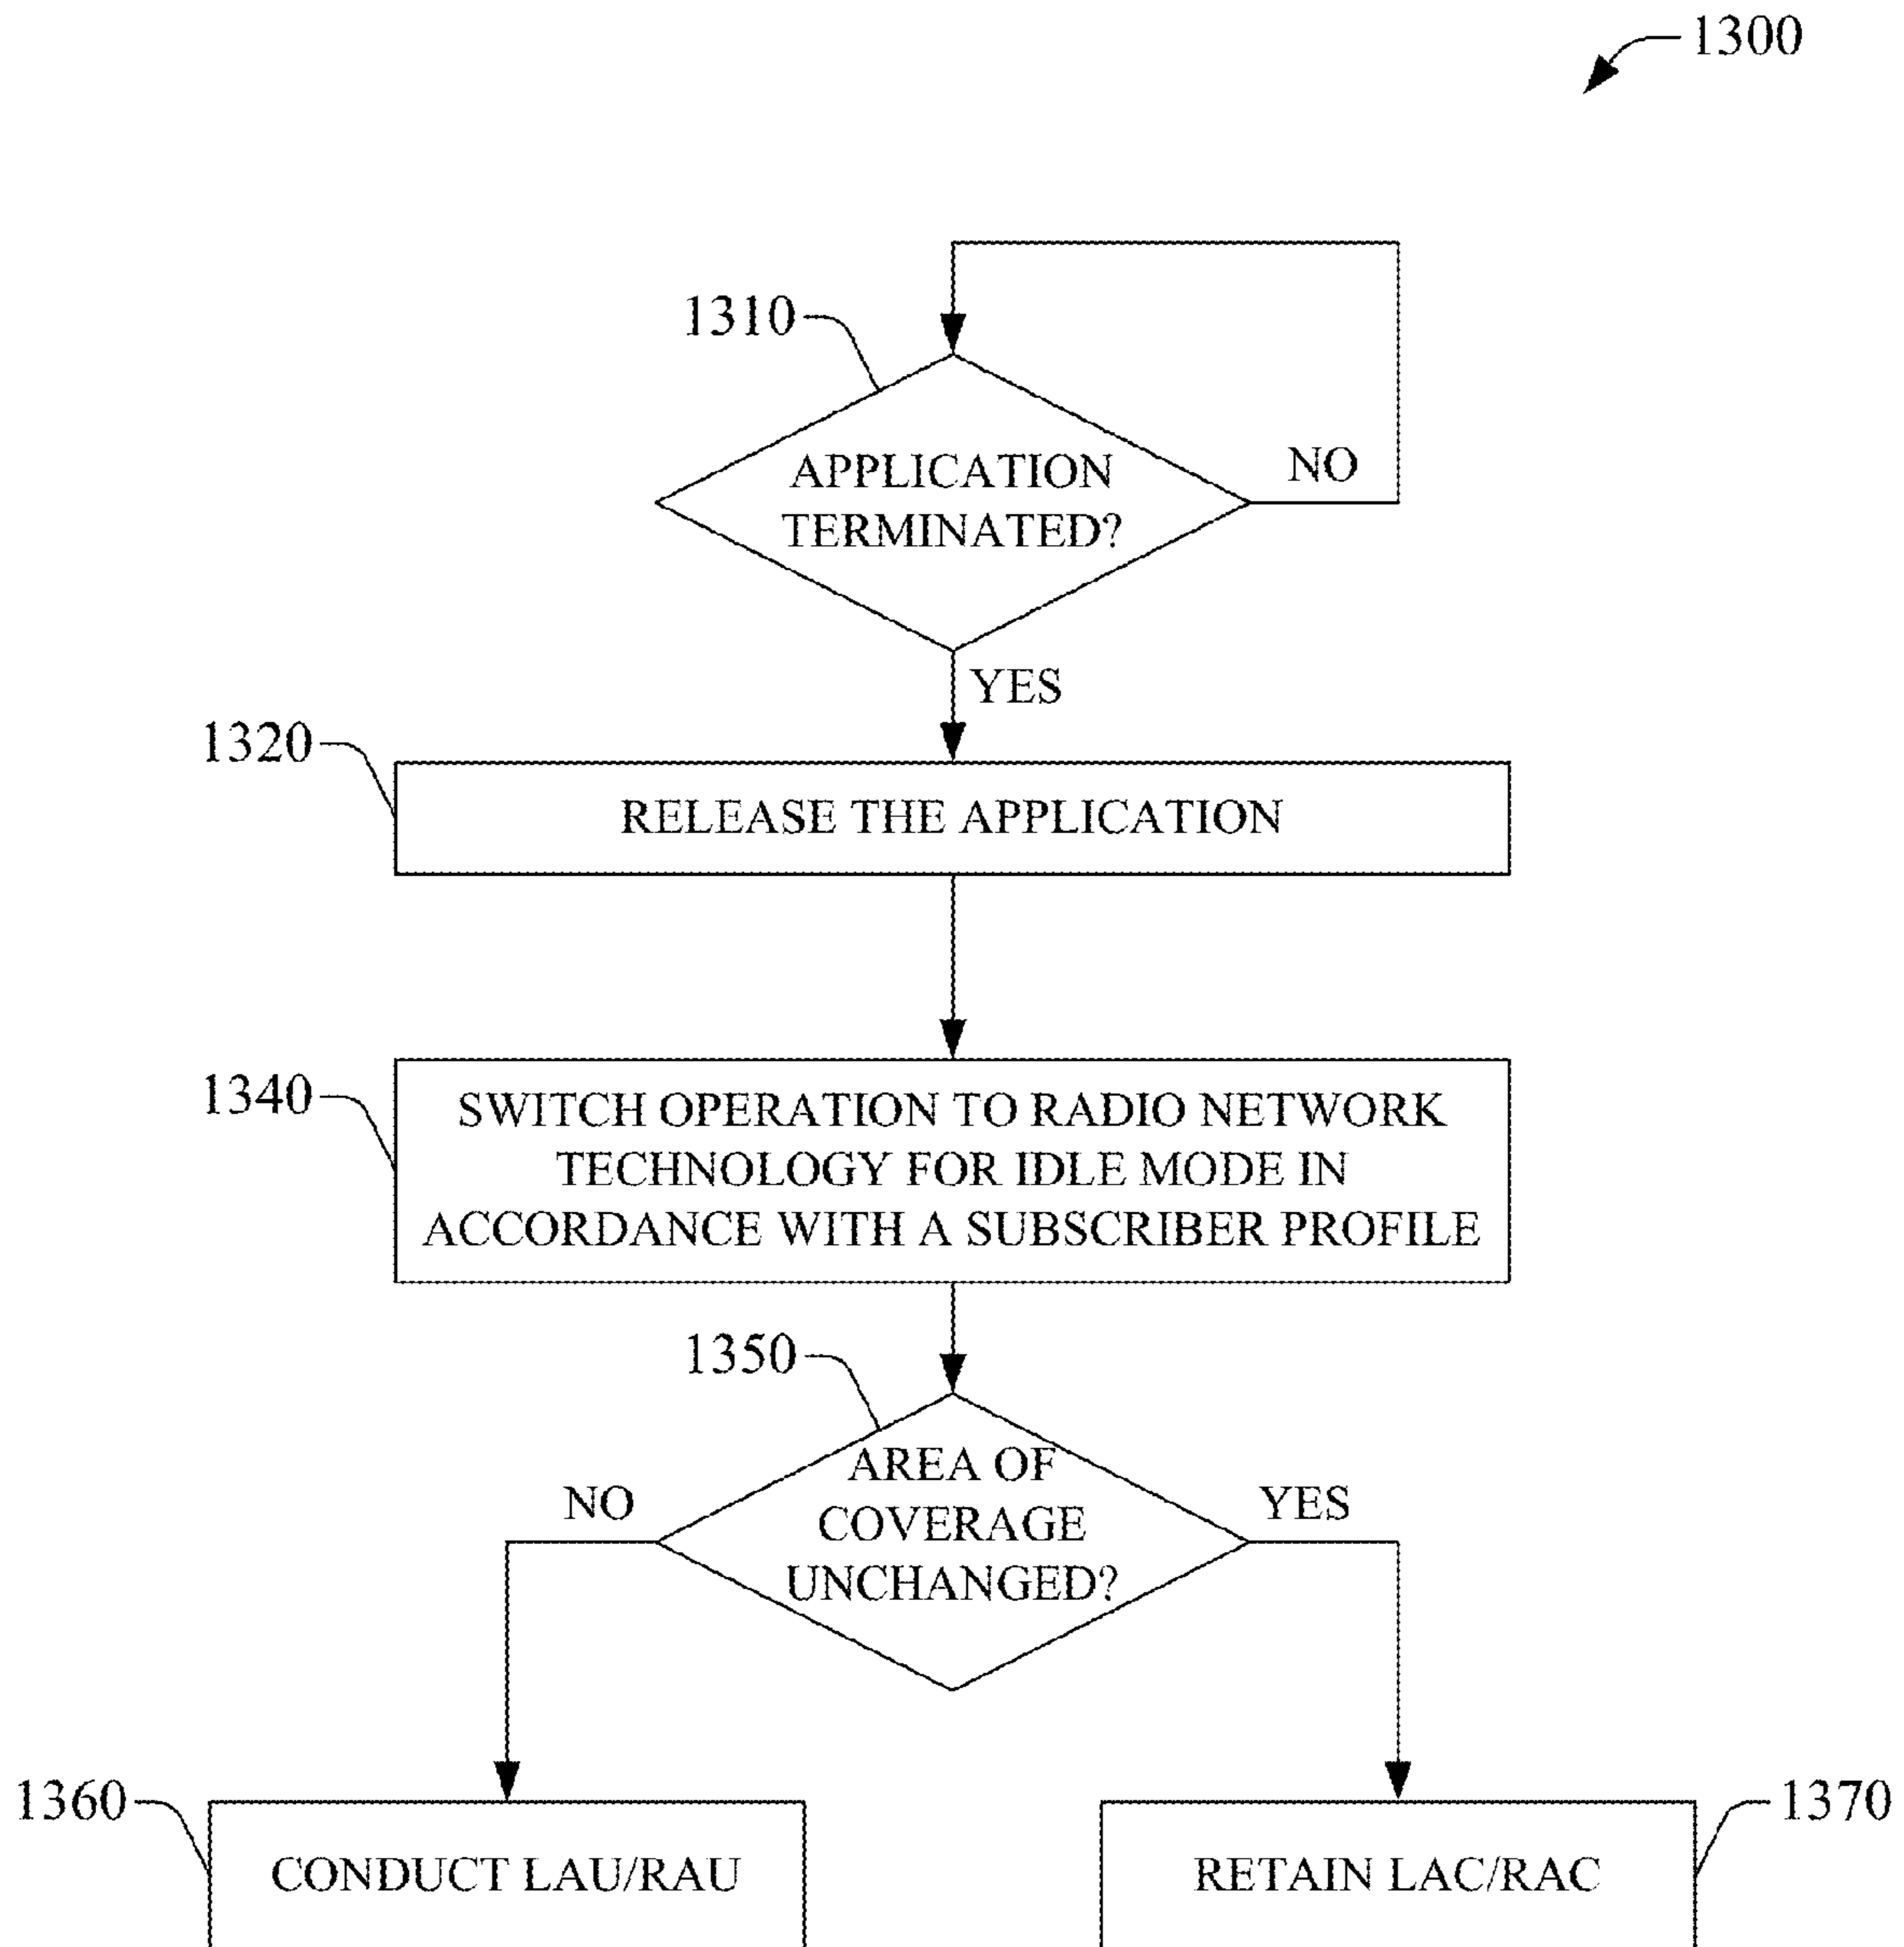 1300
1310
APPLICATION
TERMINATED?
NO
YES
1320
RELEASE THE APPLICATION
1340
SWITCH OPERATION TO RADIO NETWORK
TECHNOLOGY FOR IDLE MODE IN
ACCORDANCE WITH A SUBSCRIBER PROFILE
1350
AREA OF
COVERAGE
UNCHANGED?
NO
YES
1360
CONDUCT LAU/RAU
RETAIN LAC/RAC
1370